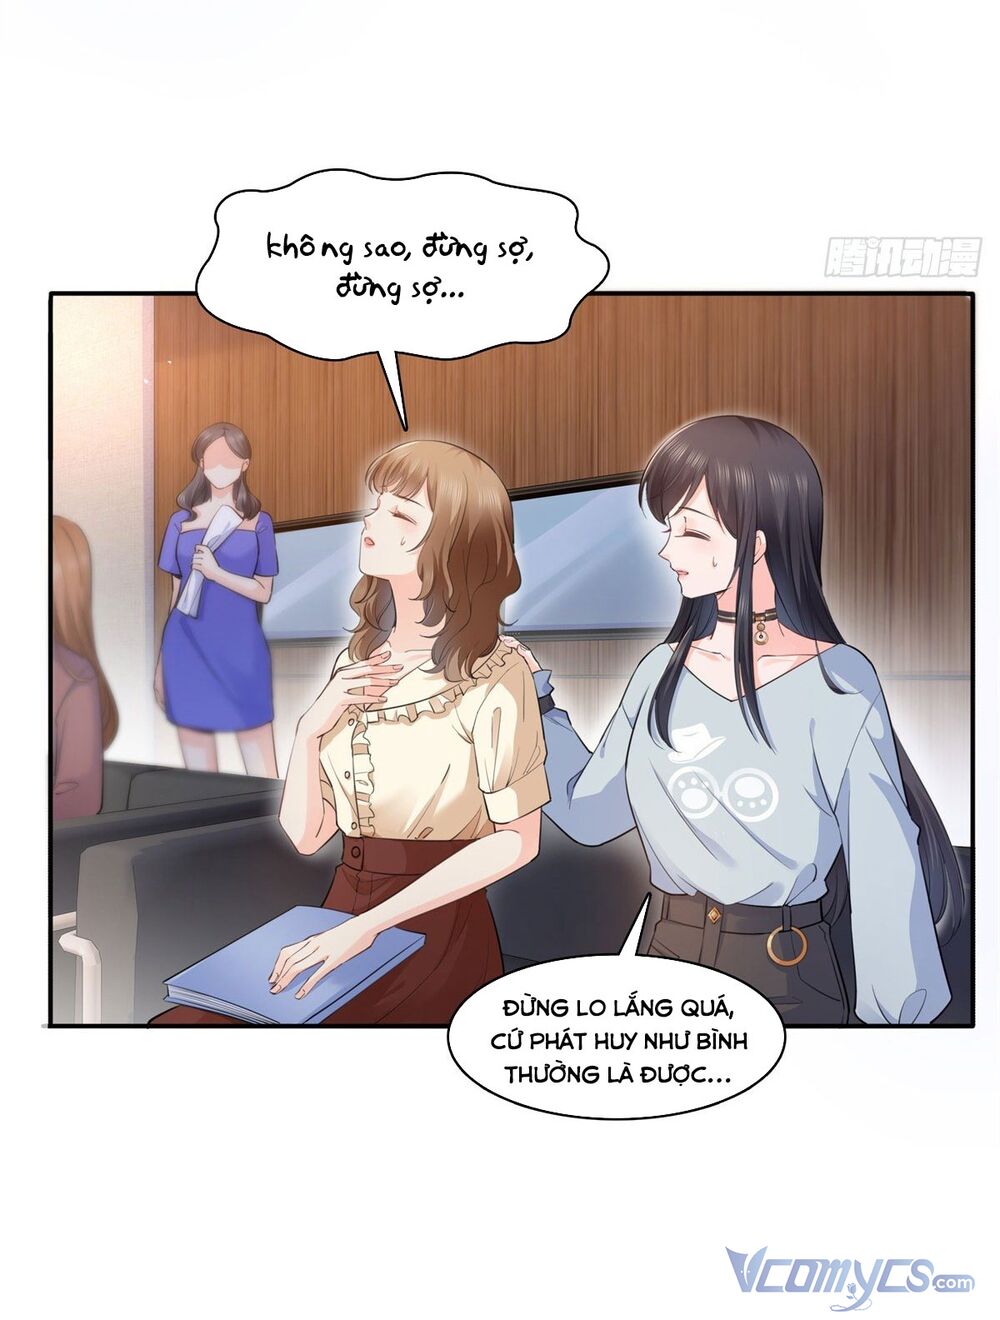 không sao, đừng sợ,
đừng sợ...
腾讯动漫
ĐỪNG LO LẮNG QUÁ,
CỨ PHÁT HUY NHƯ BÌNH
THƯỜNG LÀ ĐƯỢC...
Vcomycs.com